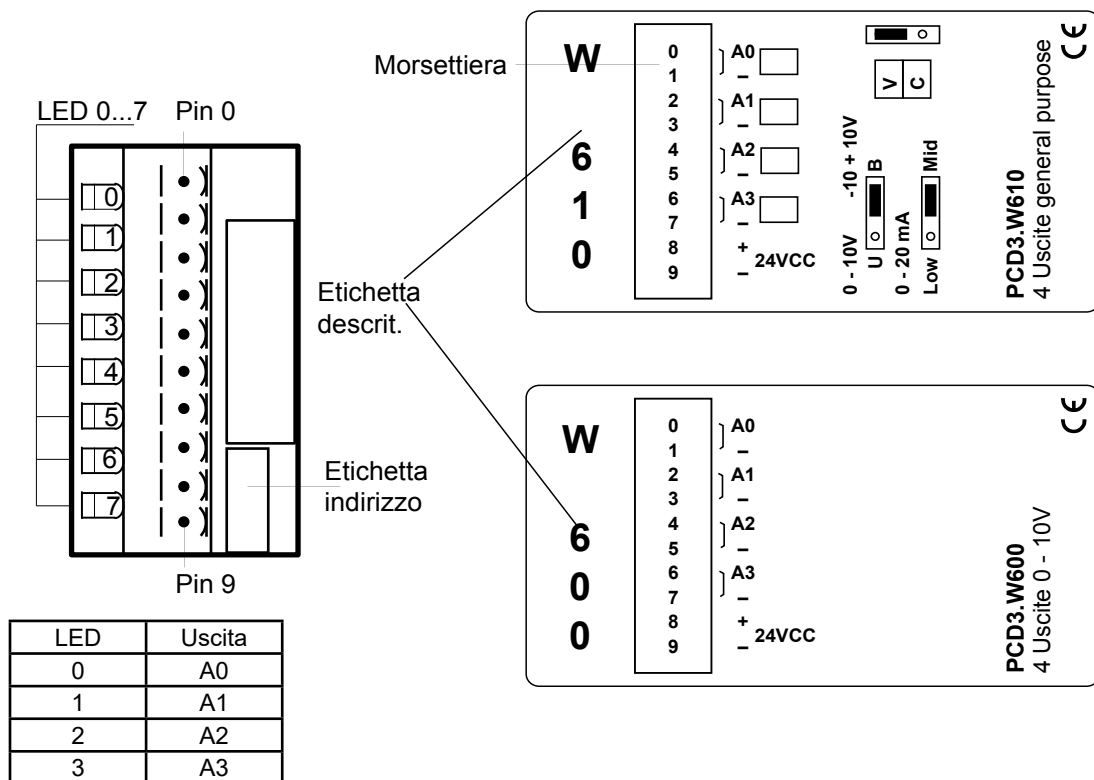 LED 0...7 Pin 0
0
1
2
3
4
5
6
7
Pin 9
Etichetta
indirizzo
Morsettiera
Etichetta
descrit.
W
6
1
0
0 A0
1 –
2 A1
3 –
4 A2
5 –
6 A3
7 –
8 +
9 – 24VCC
V
C
0 - 10V -10 + 10V
U B
0 - 20 mA
Low Mid
PCD3.W610
4 Uscite general purpose
CE
W
6
0
0
0 A0
1 –
2 A1
3 –
4 A2
5 –
6 A3
7 –
8 +
9 – 24VCC
PCD3.W600
4 Uscite 0 - 10V
CE
LED Uscita
0 A0
1 A1
2 A2
3 A3